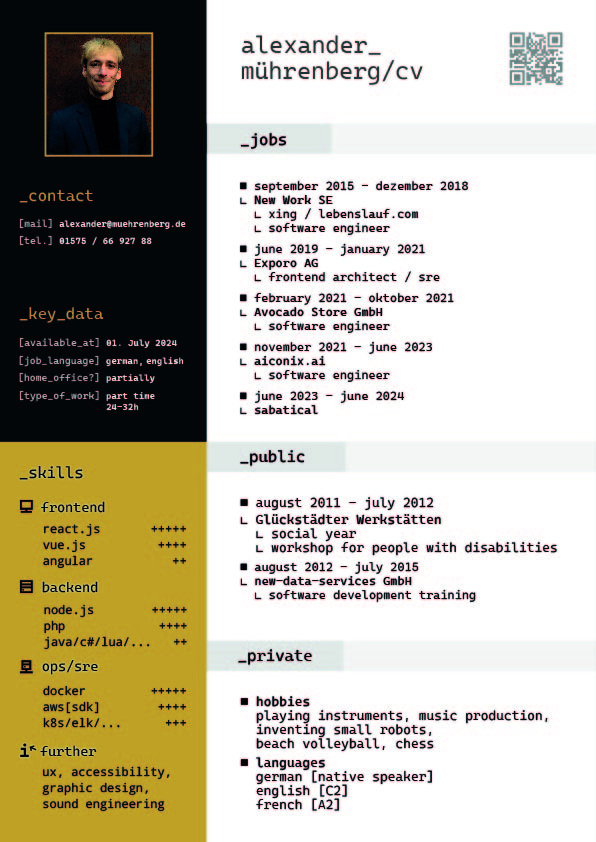 alexander_
mührenberg/cv
_contact
[mail] alexander@muehrenberg.de
[tel.] 01575 / 66 927 88
_key_data
[available_at] 01. July 2024
[job_language] german, english
[home_office?] partially
[type_of_work] part time
24-32h
_skills
frontend
react.js +++++
vue.js ++++
angular ++
backend
node.js +++++
php ++++
java/c#/lua/... ++
ops/sre
docker +++++
aws[sdk] ++++
k8s/elk/... +++
further
ux, accessibility,
graphic design,
sound engineering
_jobs
■ september 2015 – dezember 2018
∟ New Work SE
∟ xing / lebenslauf.com
∟ software engineer
■ june 2019 – january 2021
∟ Exporo AG
∟ frontend architect / sre
■ february 2021 – oktober 2021
∟ Avocado Store GmbH
∟ software engineer
■ november 2021 – june 2023
∟ aiconix.ai
∟ software engineer
■ june 2023 – june 2024
∟ sabatical
_public
■ august 2011 – july 2012
∟ Glückstädter Werkstätten
∟ social year
∟ workshop for people with disabilities
■ august 2012 – july 2015
∟ new-data-services GmbH
∟ software development training
_private
■ hobbies
playing instruments, music production,
inventing small robots,
beach volleyball, chess
■ languages
german [native speaker]
english [C2]
french [A2]